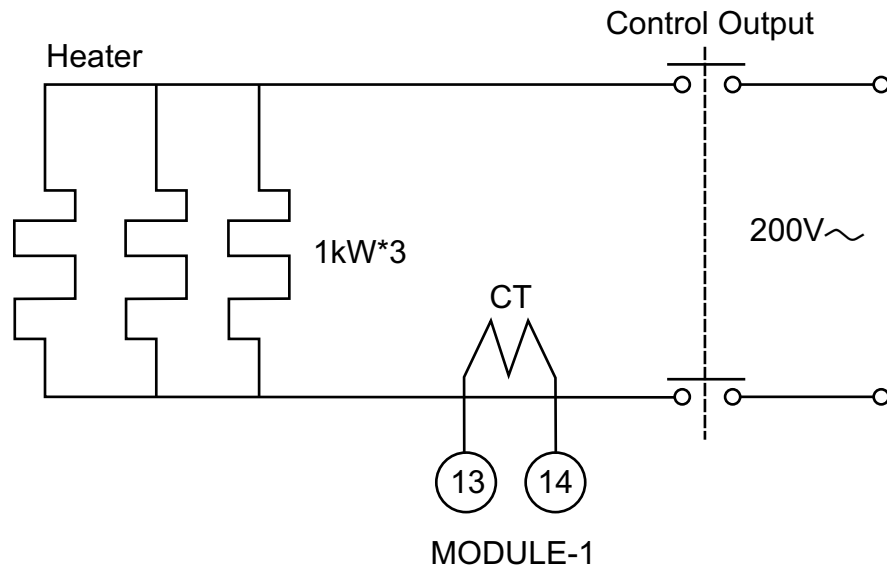 Control Output
Heater
200V～
1kW*3
CT
13
14
MODULE-1